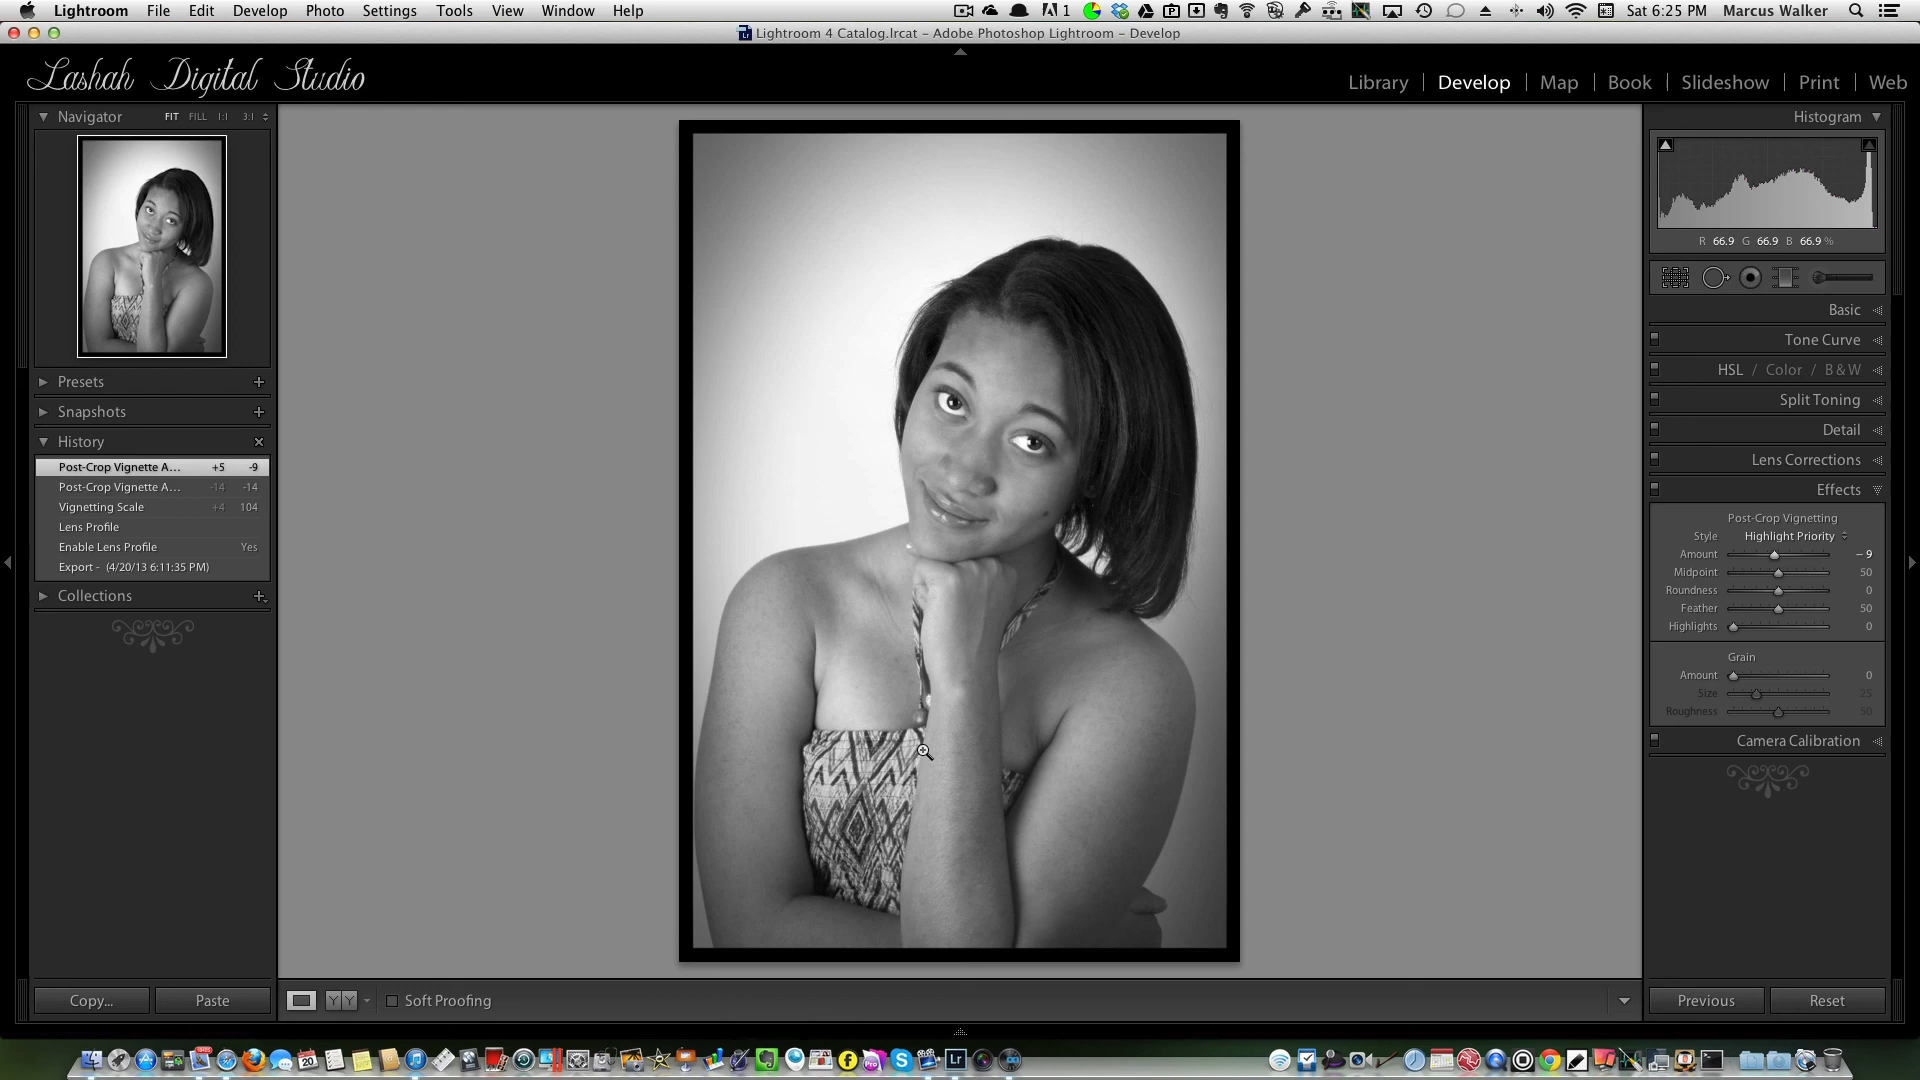 Lightroom File Edit Develop Photo Settings Tools View Window Help 1 Sat 6:25 PM Marcus Walker
Lightroom 4 Catalog.lrcat – Adobe Photoshop Lightroom – Develop
Lashah Digital Studio
Library | Develop | Map | Book | Slideshow | Print | Web
Navigator FIT FILL 1:1 3:1
Presets
Snapshots
History
Post-Crop Vignette A... +5 -9
Post-Crop Vignette A... -14 -14
Vignetting Scale +4 104
Lens Profile
Enable Lens Profile Yes
Export - (4/20/13 6:11:35 PM)
Collections
Copy... Paste
YY Soft Proofing
Histogram
R 66.9 G 66.9 B 66.9 %
Basic
Tone Curve
HSL / Color / B & W
Split Toning
Detail
Lens Corrections
Effects
Post-Crop Vignetting
Style Highlight Priority
Amount – 9
Midpoint 50
Roundness 0
Feather 50
Highlights 0
Grain
Amount 0
Size 25
Roughness 50
Camera Calibration
Previous Reset
20
Lr